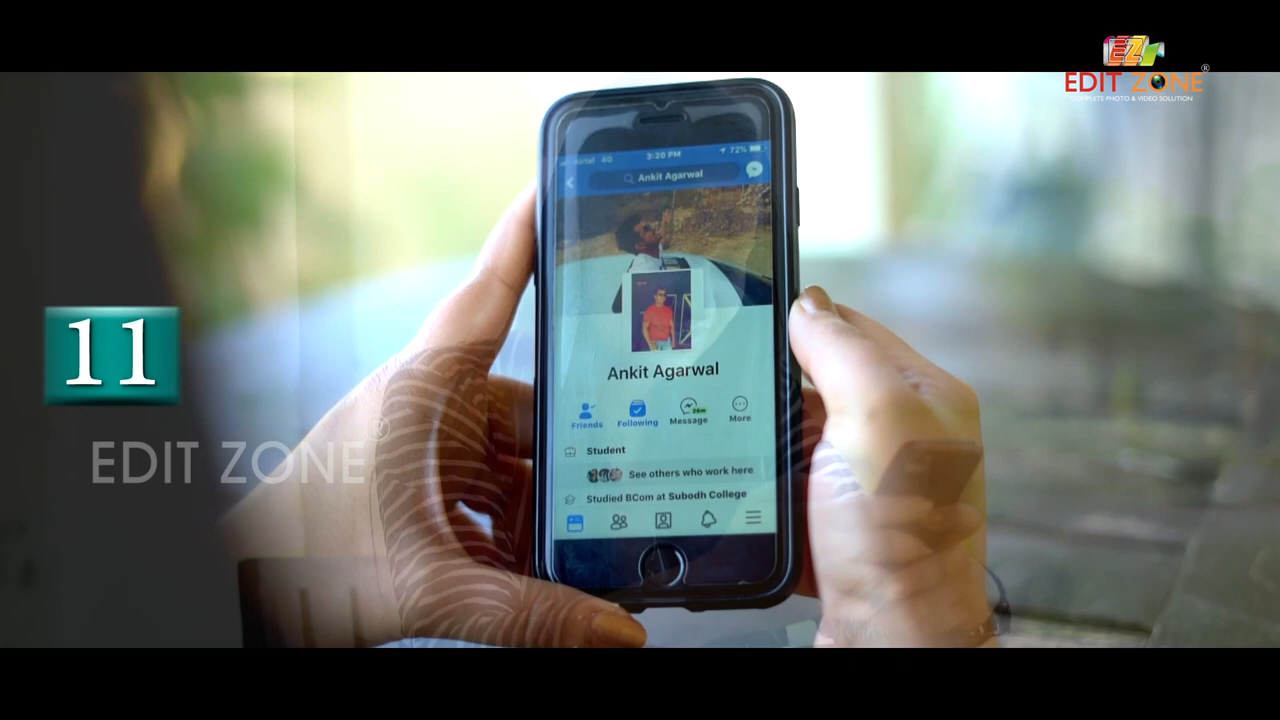 EZ
EDIT ZONE®
COMPLETE PHOTO & VIDEO SOLUTION
Airtel 4G 3:20 PM 72%
Ankit Agarwal
Ankit Agarwal
Friends Following Message More
26m
Student
See others who work here
Studied BCom at Subodh College
11
EDIT ZONE®